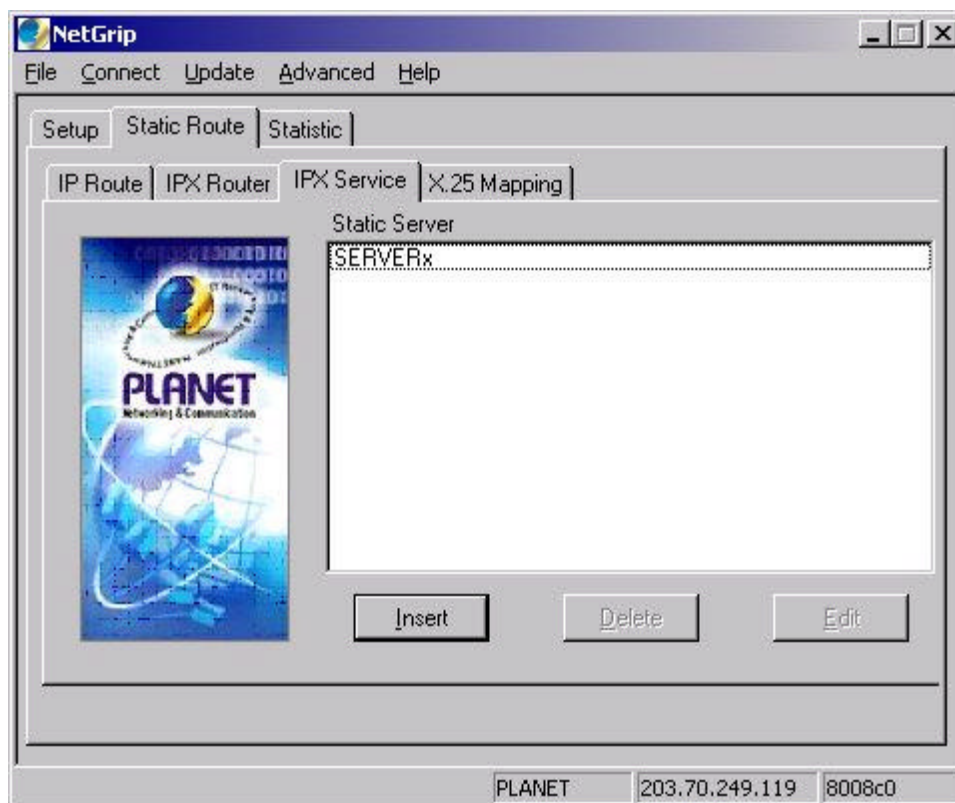 NetGrip
File Connect Update Advanced Help
Setup Static Route Statistic
IP Route IPX Router IPX Service X.25 Mapping
Static Server
SERVERx
PLANET
Networking & Communication
Insert Delete Edit
PLANET 203.70.249.119 8008c0